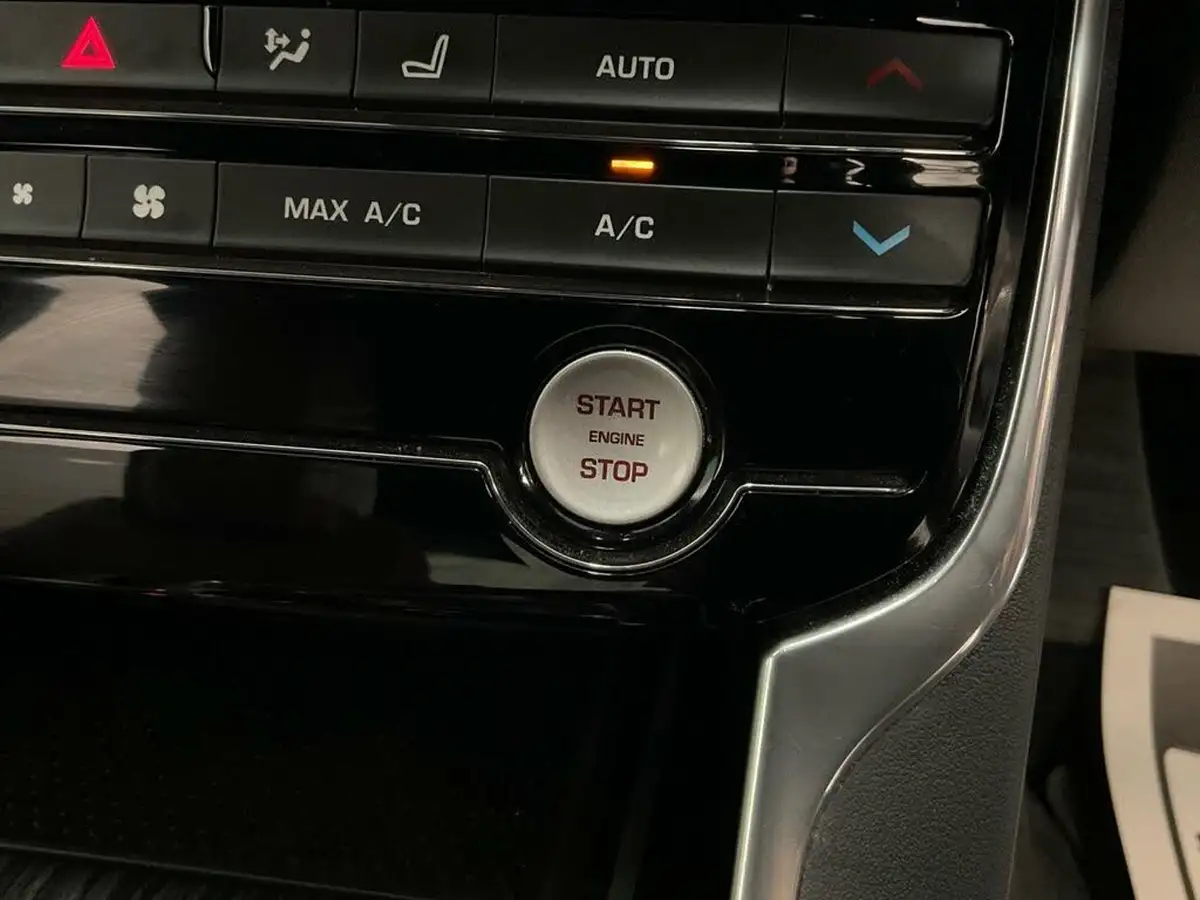 AUTO
MAX A/C
A/C
START
ENGINE
STOP